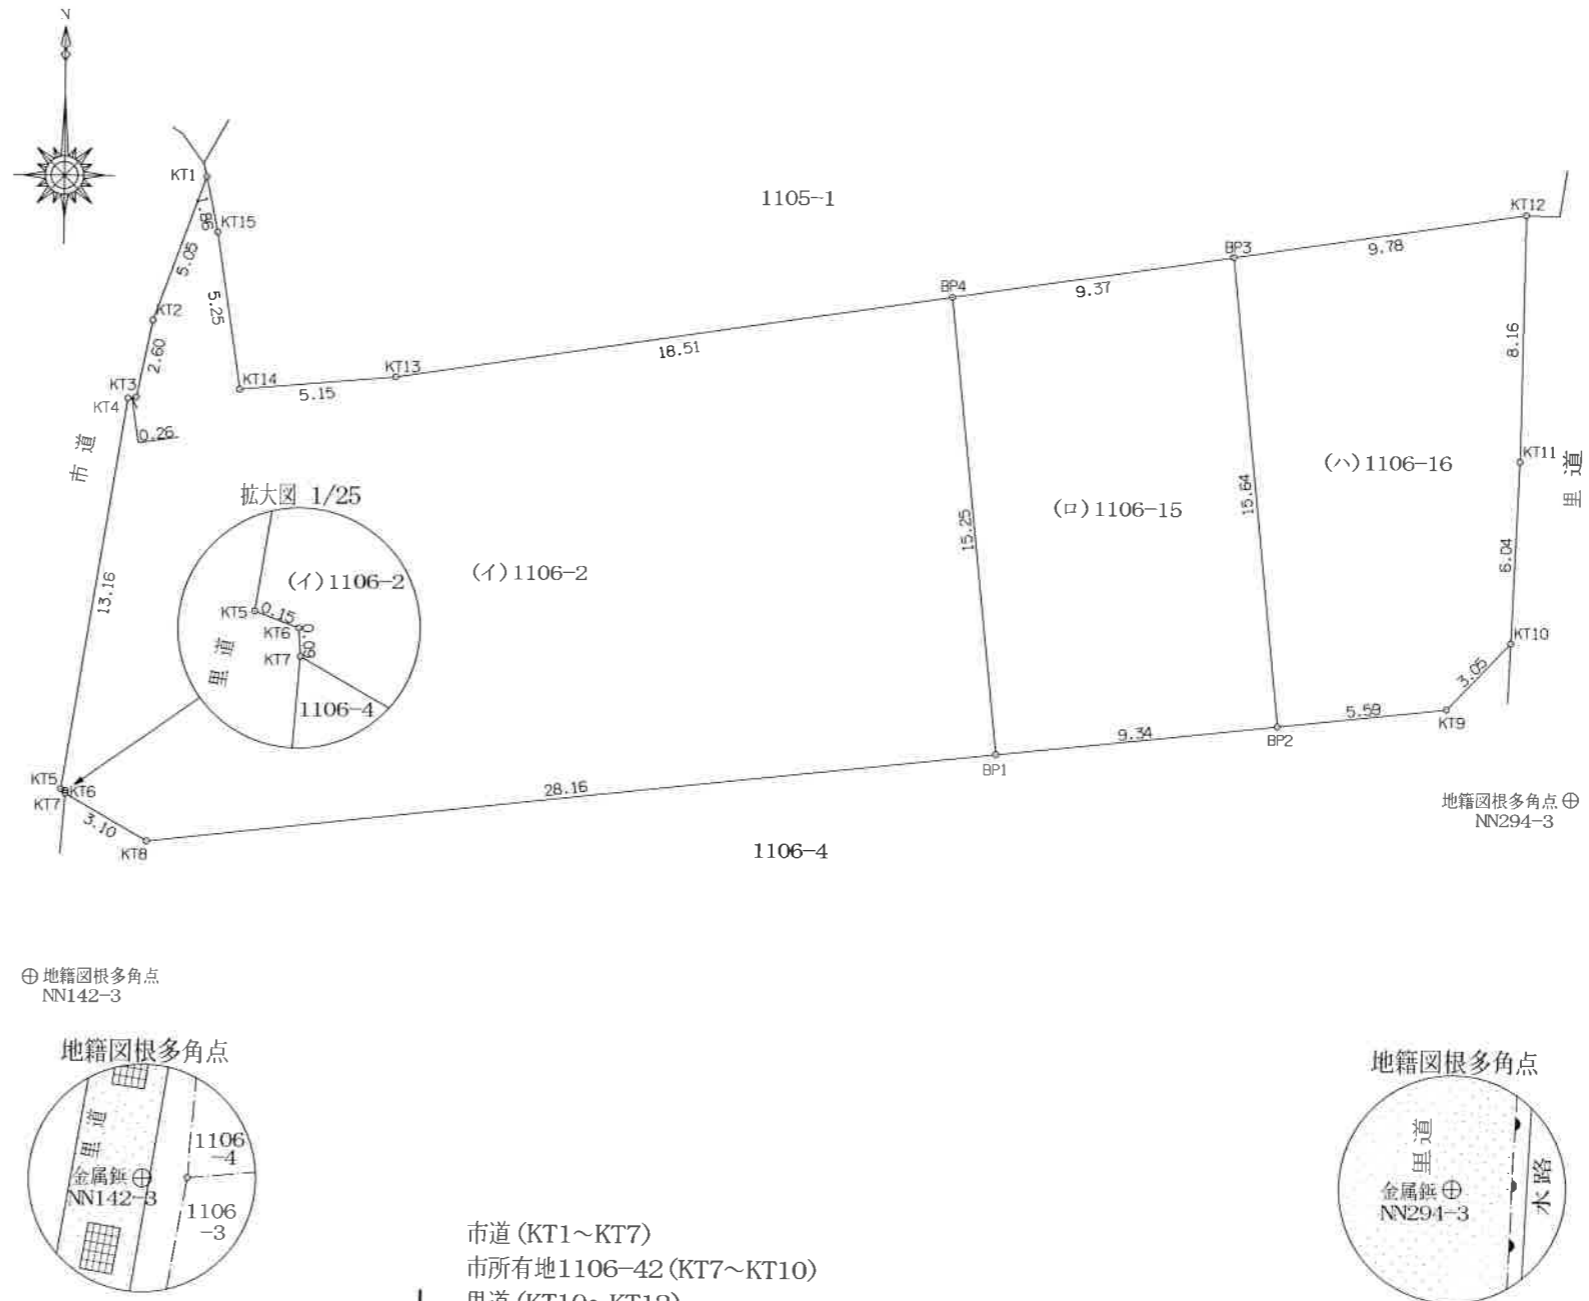 N
KT1
1.86
KT15
5.05
5.25
KT2
2.60
KT3
KT4
0.26
KT14
5.15
KT13
18.51
1105-1
BP4
9.37
BP3
9.78
KT12
8.16
KT11
里道
6.04
KT10
3.05
KT9
5.59
BP2
9.34
BP1
15.25
15.64
(イ)1106-2
(ロ)1106-15
(ハ)1106-16
市道
13.16
拡大図 1/25
(イ)1106-2
KT5
0.15
KT6
0.09
KT7
里道
1106-4
KT5
KT6
KT7
3.10
KT8
28.16
1106-4
地籍図根多角点
NN294-3
地籍図根多角点
NN142-3
地籍図根多角点
里道
1106
-4
金属鋲
NN142-3
1106
-3
地籍図根多角点
里道
金属鋲
NN294-3
水路
市道(KT1~KT7)
市所有地1106-42(KT7~KT10)
里道(KT10~KT12)